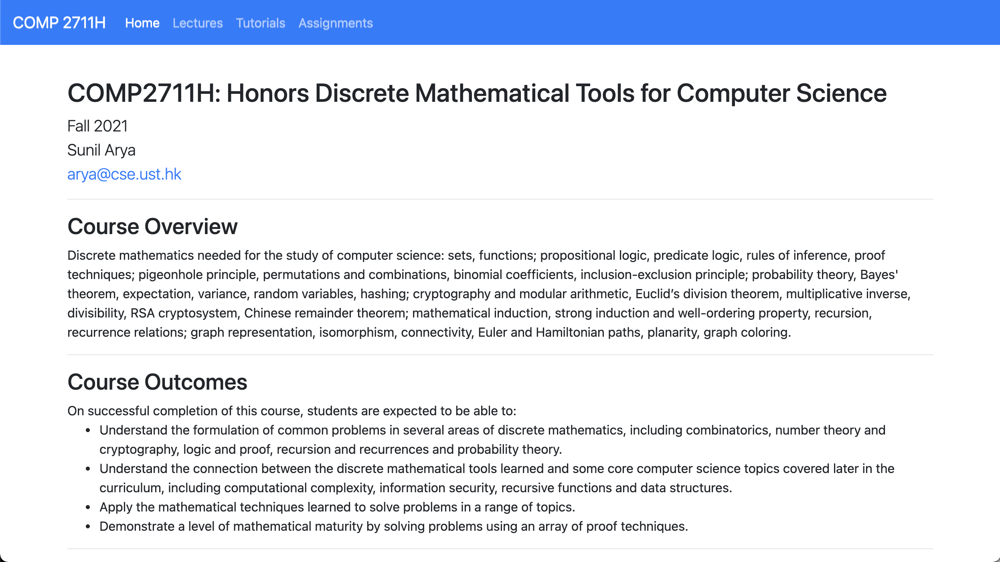 COMP 2711H Home Lectures Tutorials Assignments
COMP2711H: Honors Discrete Mathematical Tools for Computer Science
Fall 2021
Sunil Arya
arya@cse.ust.hk
Course Overview
Discrete mathematics needed for the study of computer science: sets, functions; propositional logic, predicate logic, rules of inference, proof
techniques; pigeonhole principle, permutations and combinations, binomial coefficients, inclusion-exclusion principle; probability theory, Bayes'
theorem, expectation, variance, random variables, hashing; cryptography and modular arithmetic, Euclid’s division theorem, multiplicative inverse,
divisibility, RSA cryptosystem, Chinese remainder theorem; mathematical induction, strong induction and well-ordering property, recursion,
recurrence relations; graph representation, isomorphism, connectivity, Euler and Hamiltonian paths, planarity, graph coloring.
Course Outcomes
On successful completion of this course, students are expected to be able to:
• Understand the formulation of common problems in several areas of discrete mathematics, including combinatorics, number theory and
cryptography, logic and proof, recursion and recurrences and probability theory.
• Understand the connection between the discrete mathematical tools learned and some core computer science topics covered later in the
curriculum, including computational complexity, information security, recursive functions and data structures.
• Apply the mathematical techniques learned to solve problems in a range of topics.
• Demonstrate a level of mathematical maturity by solving problems using an array of proof techniques.